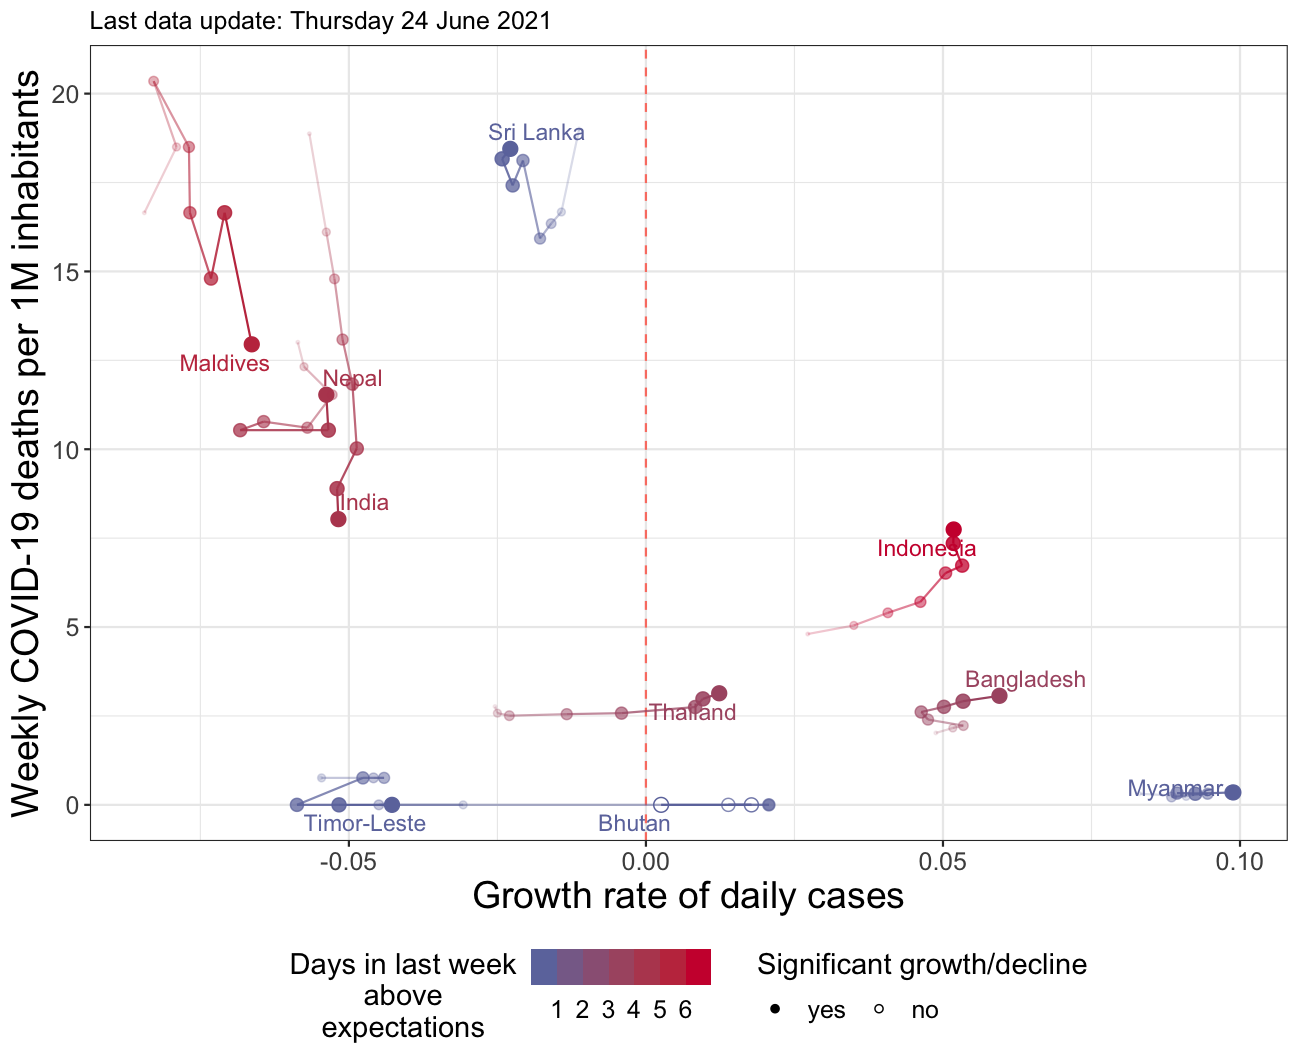 Last data update: Thursday 24 June 2021
Weekly COVID-19 deaths per 1M inhabitants
20
15
10
5
0
Sri Lanka
Maldives
Nepal
India
Indonesia
Bangladesh
Thailand
Myanmar
Timor-Leste
Bhutan
-0.05
0.00
0.05
0.10
Growth rate of daily cases
Days in last week
above
expectations
1 2 3 4 5 6
Significant growth/decline
yes
no